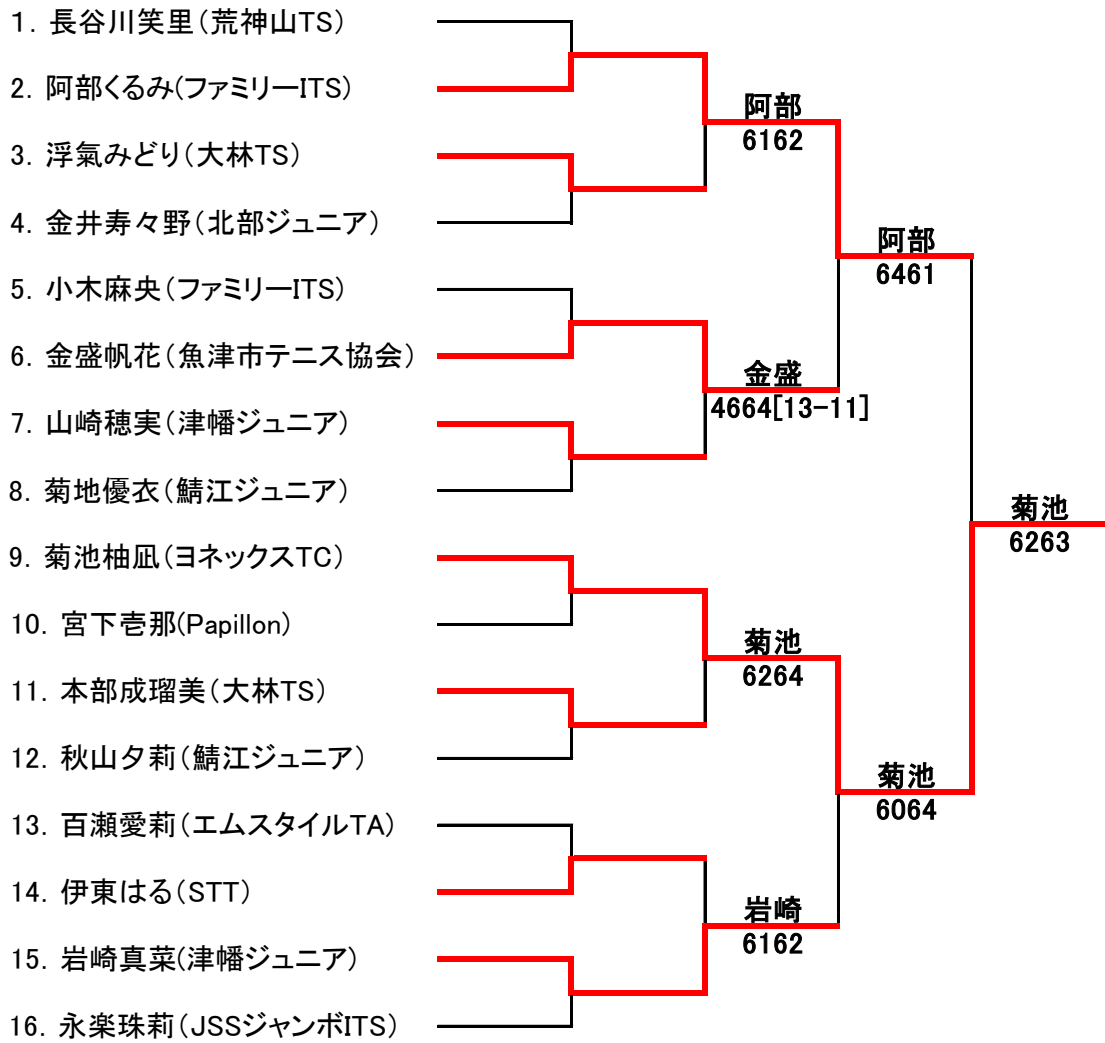 1. 長谷川笑里(荒神山TS)
2. 阿部くるみ(ファミリーITS)
3. 浮氣みどり(大林TS)
4. 金井寿々野(北部ジュニア)
5. 小木麻央(ファミリーITS)
6. 金盛帆花(魚津市テニス協会)
7. 山崎穂実(津幡ジュニア)
8. 菊地優衣(鯖江ジュニア)
9. 菊池柚凪(ヨネックスTC)
10. 宮下壱那(Papillon)
11. 本部成瑠美(大林TS)
12. 秋山夕莉(鯖江ジュニア)
13. 百瀬愛莉(エムスタイルTA)
14. 伊東はる(STT)
15. 岩崎真菜(津幡ジュニア)
16. 永楽珠莉(JSSジャンボITS)
阿部
6162
金盛
4664[13-11]
菊池
6264
岩崎
6162
阿部
6461
菊池
6064
菊池
6263